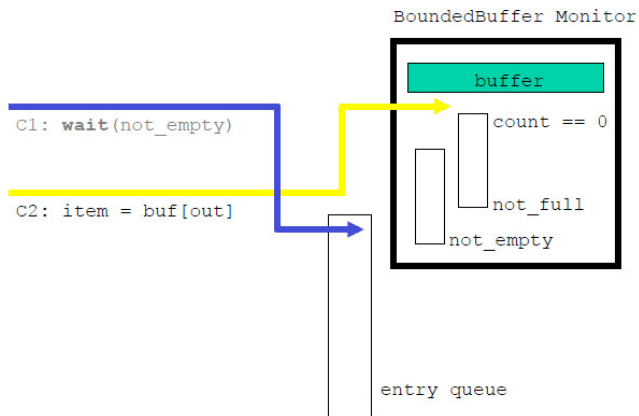 BoundedBuffer Monitor
buffer
C1: wait(not_empty)
count == 0
C2: item = buf[out]
not_full
not_empty
entry queue